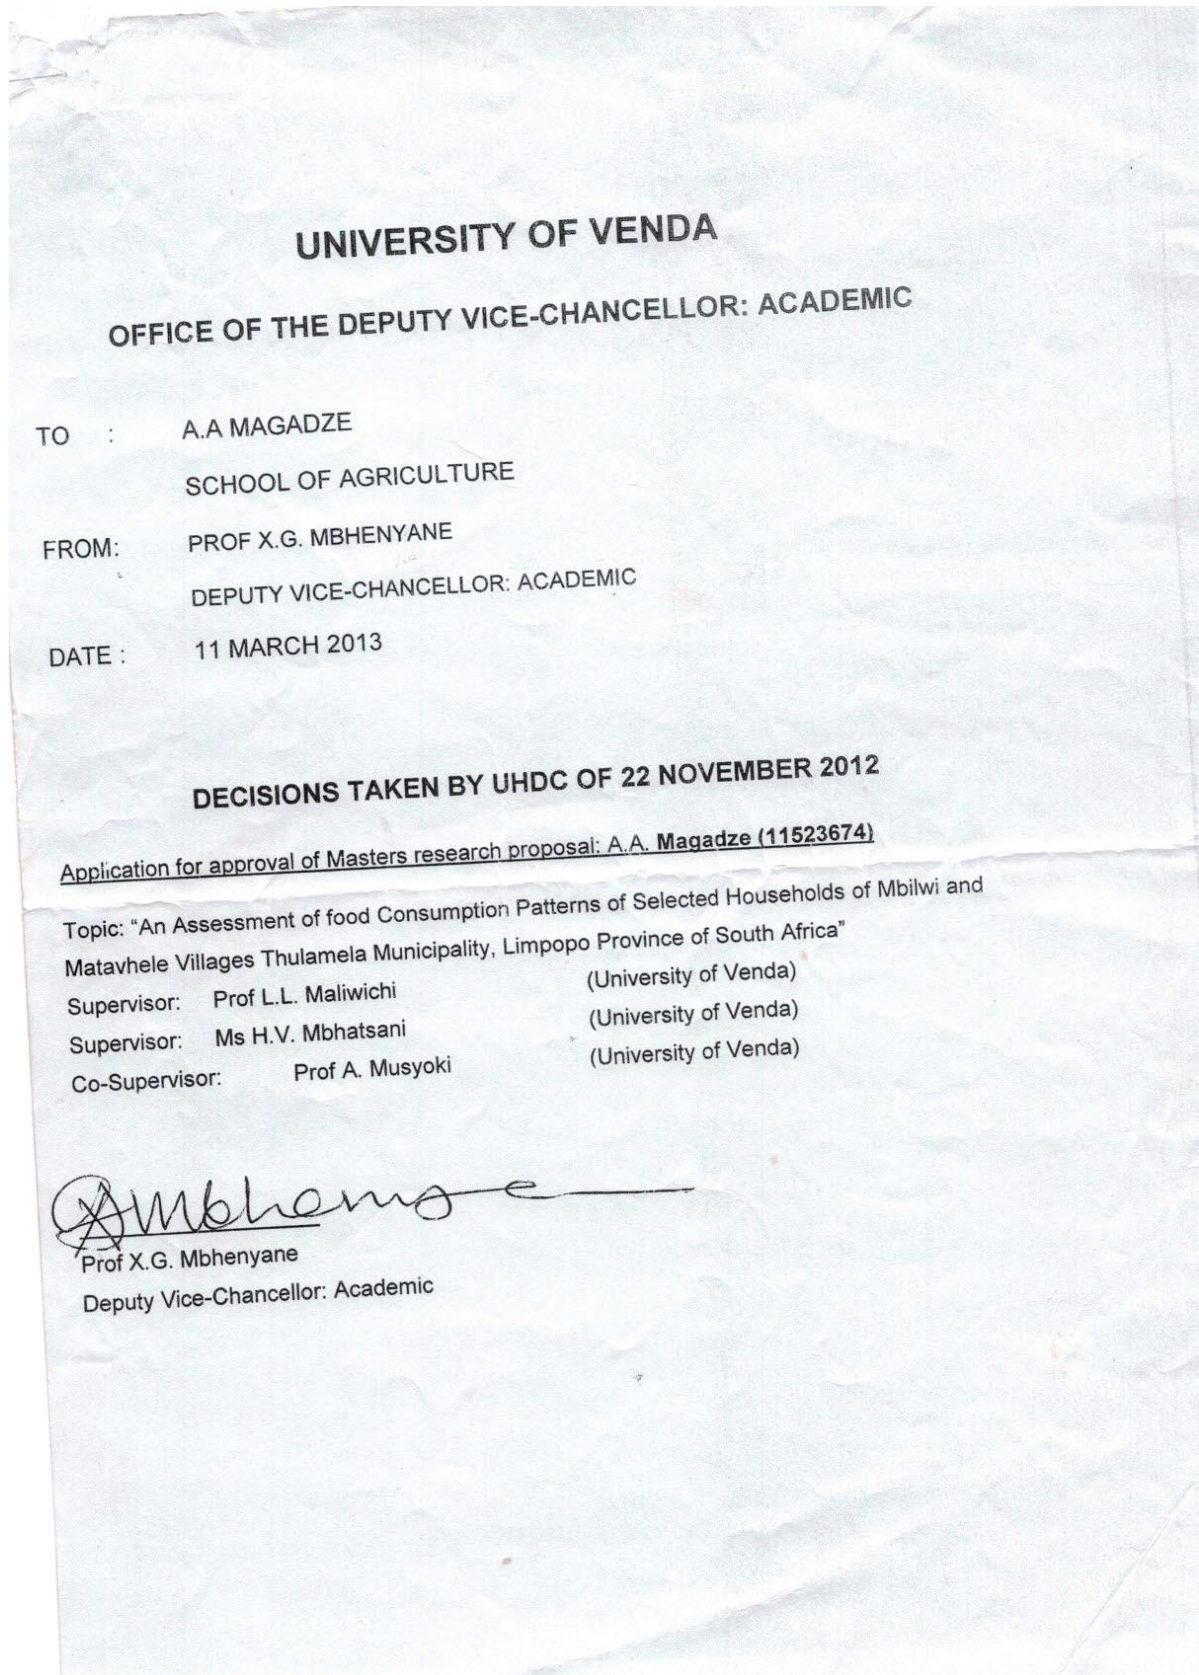 UNIVERSITY OF VENDA
OFFICE OF THE DEPUTY VICE-CHANCELLOR: ACADEMIC
TO : A.A MAGADZE
SCHOOL OF AGRICULTURE
FROM: PROF X.G. MBHENYANE
DEPUTY VICE-CHANCELLOR: ACADEMIC
DATE : 11 MARCH 2013
DECISIONS TAKEN BY UHDC OF 22 NOVEMBER 2012
Application for approval of Masters research proposal: A.A. Magadze (11523674)
Topic: “An Assessment of food Consumption Patterns of Selected Households of Mbilwi and
Matavhele Villages Thulamela Municipality, Limpopo Province of South Africa”
Supervisor: Prof L.L. Maliwichi (University of Venda)
Supervisor: Ms H.V. Mbhatsani (University of Venda)
Co-Supervisor: Prof A. Musyoki (University of Venda)
Prof X.G. Mbhenyane
Deputy Vice-Chancellor: Academic